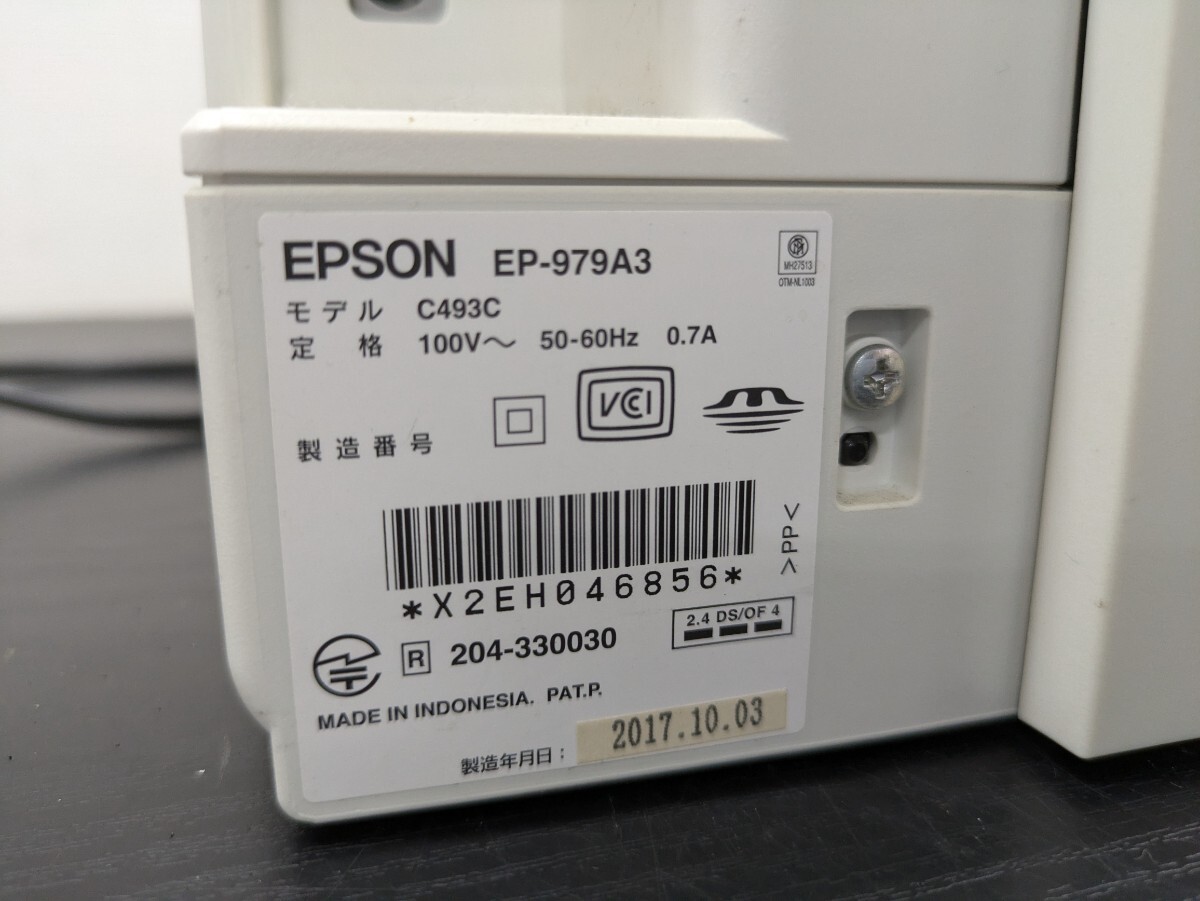 EPSON EP-979A3
MH27513
OTM-NL1003
モデル C493C
定格 100V～ 50-60Hz 0.7A
VCCI
製造番号
>PP<
*X2EH046856*
2.4 DS/OF 4
R 204-330030
MADE IN INDONESIA. PAT.P.
製造年月日： 2017.10.03